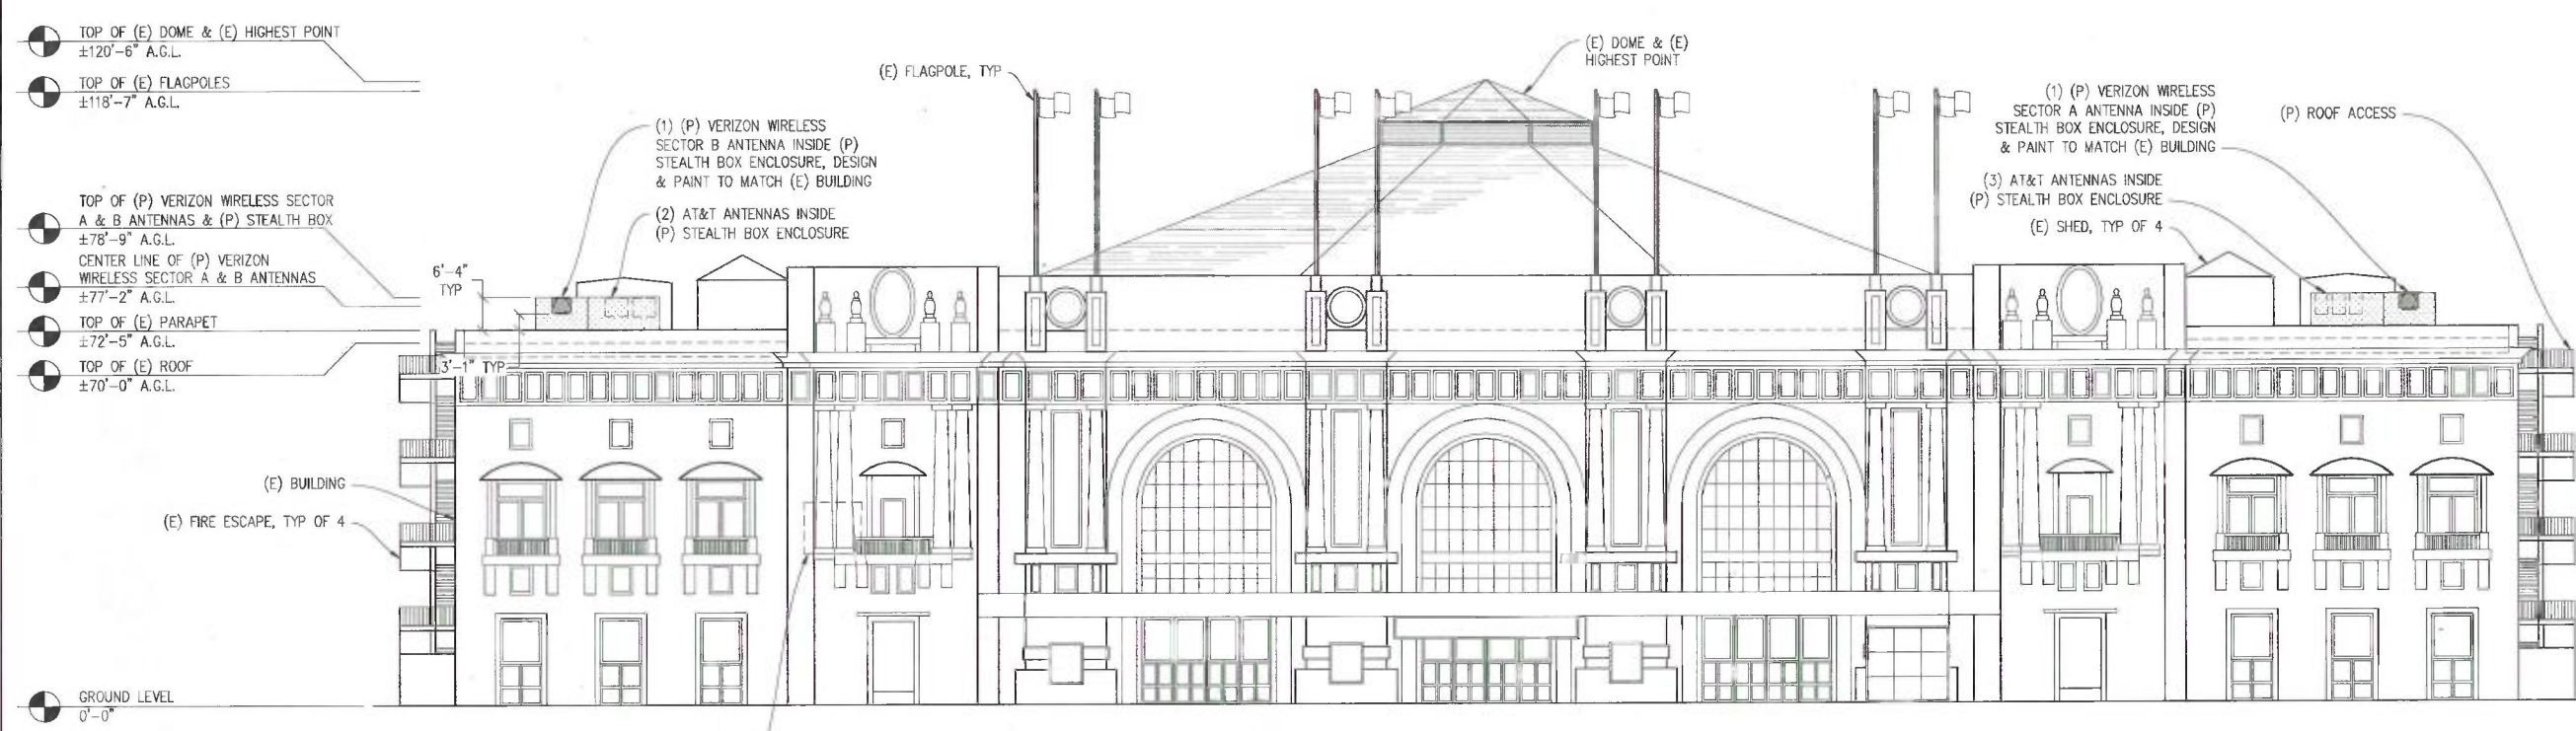 TOP OF (E) DOME & (E) HIGHEST POINT
±120'-6" A.G.L.
TOP OF (E) FLAGPOLES
±118'-7" A.G.L.
TOP OF (P) VERIZON WIRELESS SECTOR
A & B ANTENNAS & (P) STEALTH BOX
±78'-9" A.G.L.
CENTER LINE OF (P) VERIZON
WIRELESS SECTOR A & B ANTENNAS
±77'-2" A.G.L.
TOP OF (E) PARAPET
±72'-5" A.G.L.
TOP OF (E) ROOF
±70'-0" A.G.L.
6'-4"
TYP
3'-1" TYP
(E) BUILDING
(E) FIRE ESCAPE, TYP OF 4
GROUND LEVEL
0'-0"
(1) (P) VERIZON WIRELESS
SECTOR B ANTENNA INSIDE (P)
STEALTH BOX ENCLOSURE, DESIGN
& PAINT TO MATCH (E) BUILDING
(2) AT&T ANTENNAS INSIDE
(P) STEALTH BOX ENCLOSURE
(E) FLAGPOLE, TYP
(E) DOME & (E)
HIGHEST POINT
(1) (P) VERIZON WIRELESS
SECTOR A ANTENNA INSIDE (P)
STEALTH BOX ENCLOSURE, DESIGN
& PAINT TO MATCH (E) BUILDING
(3) AT&T ANTENNAS INSIDE
(P) STEALTH BOX ENCLOSURE
(E) SHED, TYP OF 4
(P) ROOF ACCESS